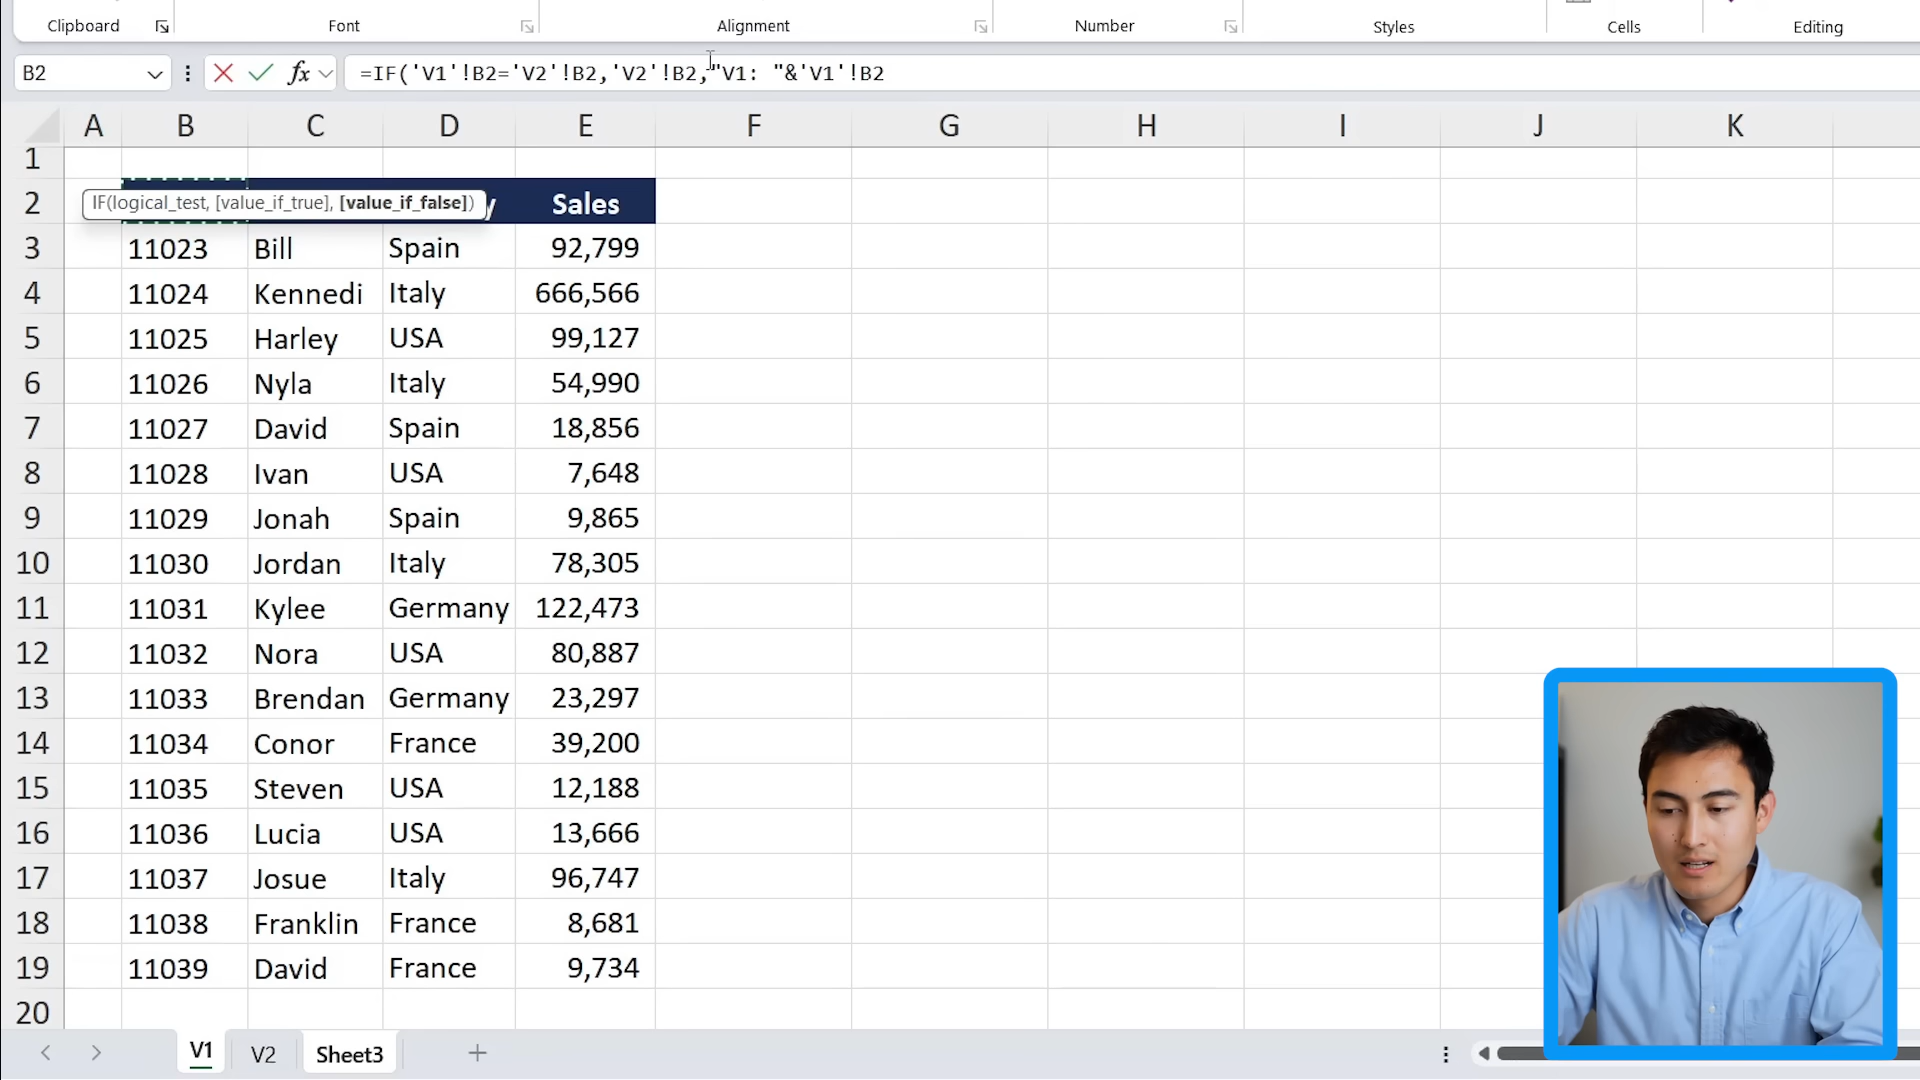 Clipboard Font Alignment Number Styles Cells Editing
B2 fx =IF('V1'!B2='V2'!B2,'V2'!B2,"V1: "&'V1'!B2
A B C D E F G H I J K
1
2 IF(logical_test, [value_if_true], [value_if_false]) y Sales
3 11023 Bill Spain 92,799
4 11024 Kennedi Italy 666,566
5 11025 Harley USA 99,127
6 11026 Nyla Italy 54,990
7 11027 David Spain 18,856
8 11028 Ivan USA 7,648
9 11029 Jonah Spain 9,865
10 11030 Jordan Italy 78,305
11 11031 Kylee Germany 122,473
12 11032 Nora USA 80,887
13 11033 Brendan Germany 23,297
14 11034 Conor France 39,200
15 11035 Steven USA 12,188
16 11036 Lucia USA 13,666
17 11037 Josue Italy 96,747
18 11038 Franklin France 8,681
19 11039 David France 9,734
20
V1 V2 Sheet3